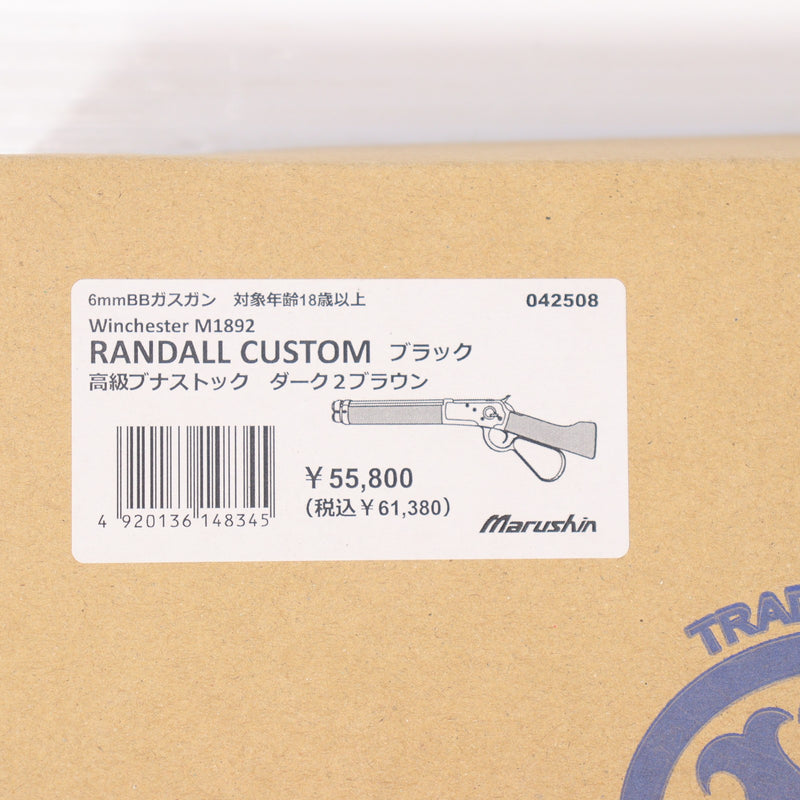 6mmBBガスガン　対象年齢18歳以上
042508
Winchester M1892
RANDALL CUSTOM ブラック
高級ブナストック　ダーク2ブラウン
￥55,800
（税込￥61,380）
4 920136 148345
Marushin
TRAD